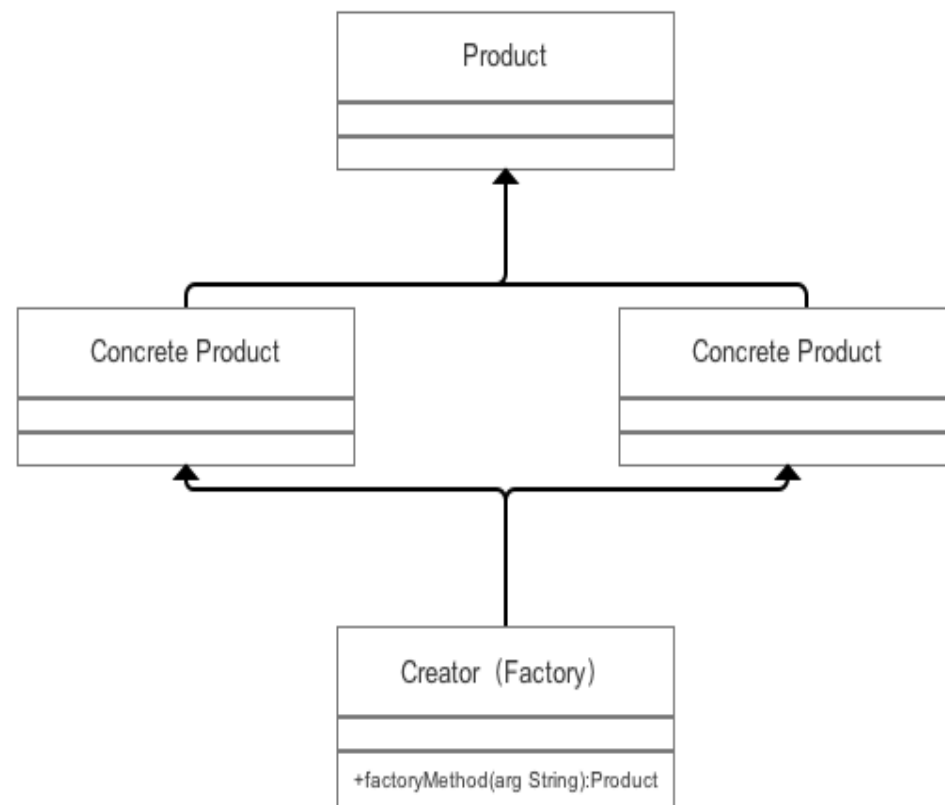 Product
Concrete Product
Concrete Product
Creator（Factory）
+factoryMethod(arg String):Product